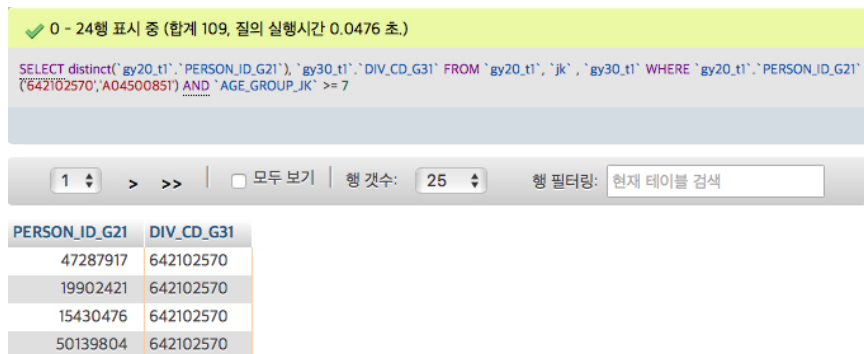 0 - 24행 표시 중 (합계 109, 질의 실행시간 0.0476 초.)
SELECT distinct(`gy20_t1`.`PERSON_ID_G21`), `gy30_t1`.`DIV_CD_G31` FROM `gy20_t1`, `jk` , `gy30_t1` WHERE `gy20_t1`.`PERSON_ID_G21`
('642102570','A04500851') AND `AGE_GROUP_JK` >= 7
1 > >> | 모두 보기 | 행 갯수: 25 행 필터링: 현재 테이블 검색
PERSON_ID_G21 DIV_CD_G31
47287917 642102570
19902421 642102570
15430476 642102570
50139804 642102570